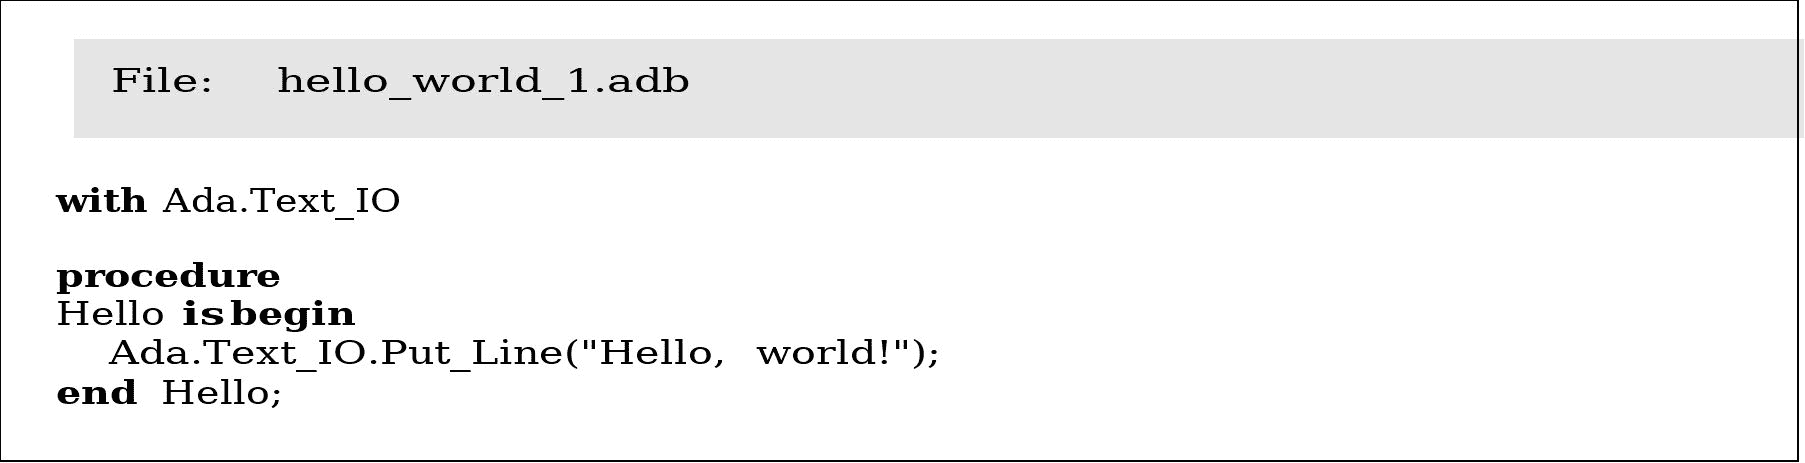 File: hello_world_1.adb
with Ada.Text_IO
procedure
Hello is begin
Ada.Text_IO.Put_Line("Hello, world!");
end Hello;